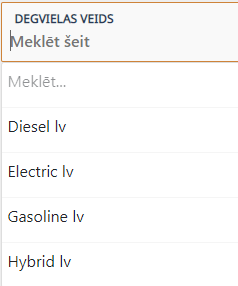 DEGVIELAS VEIDS
Meklēt šeit
Meklēt...
Diesel lv
Electric lv
Gasoline lv
Hybrid lv